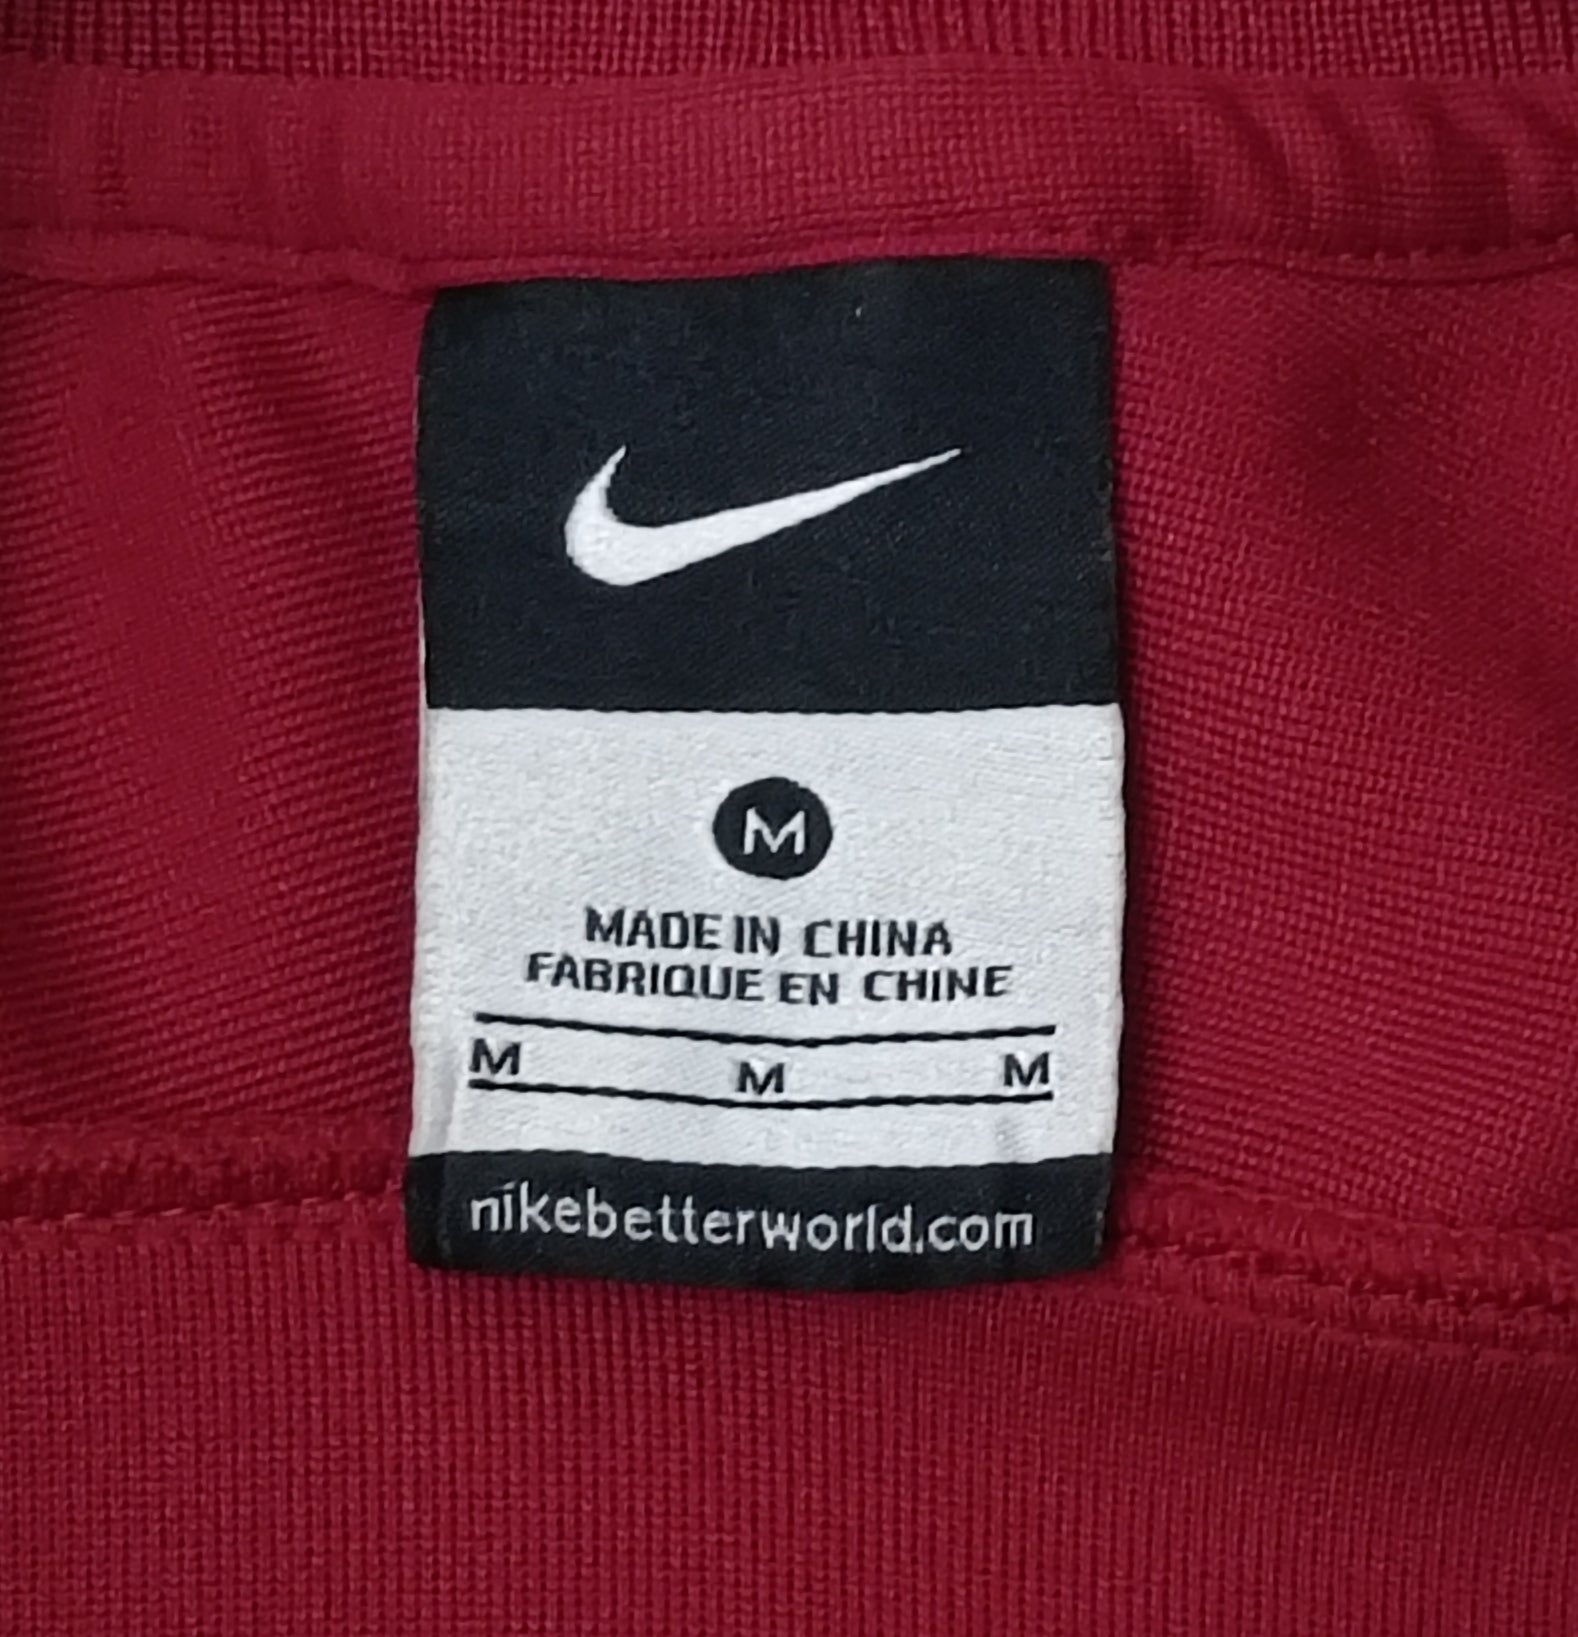 M
MADE IN CHINA
FABRIQUE EN CHINE
M M M
nikebetterworld.com